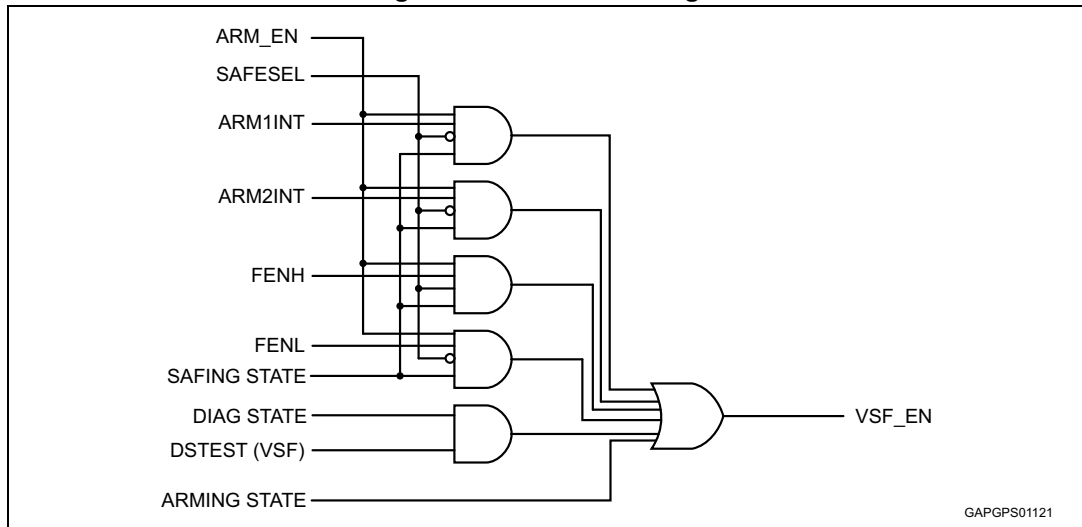 ARM_EN
SAFESEL
ARM1INT
ARM2INT
FENH
FENL
SAFING STATE
DIAG STATE
DSTEST (VSF)
ARMING STATE
VSF_EN
GAPGPS01121